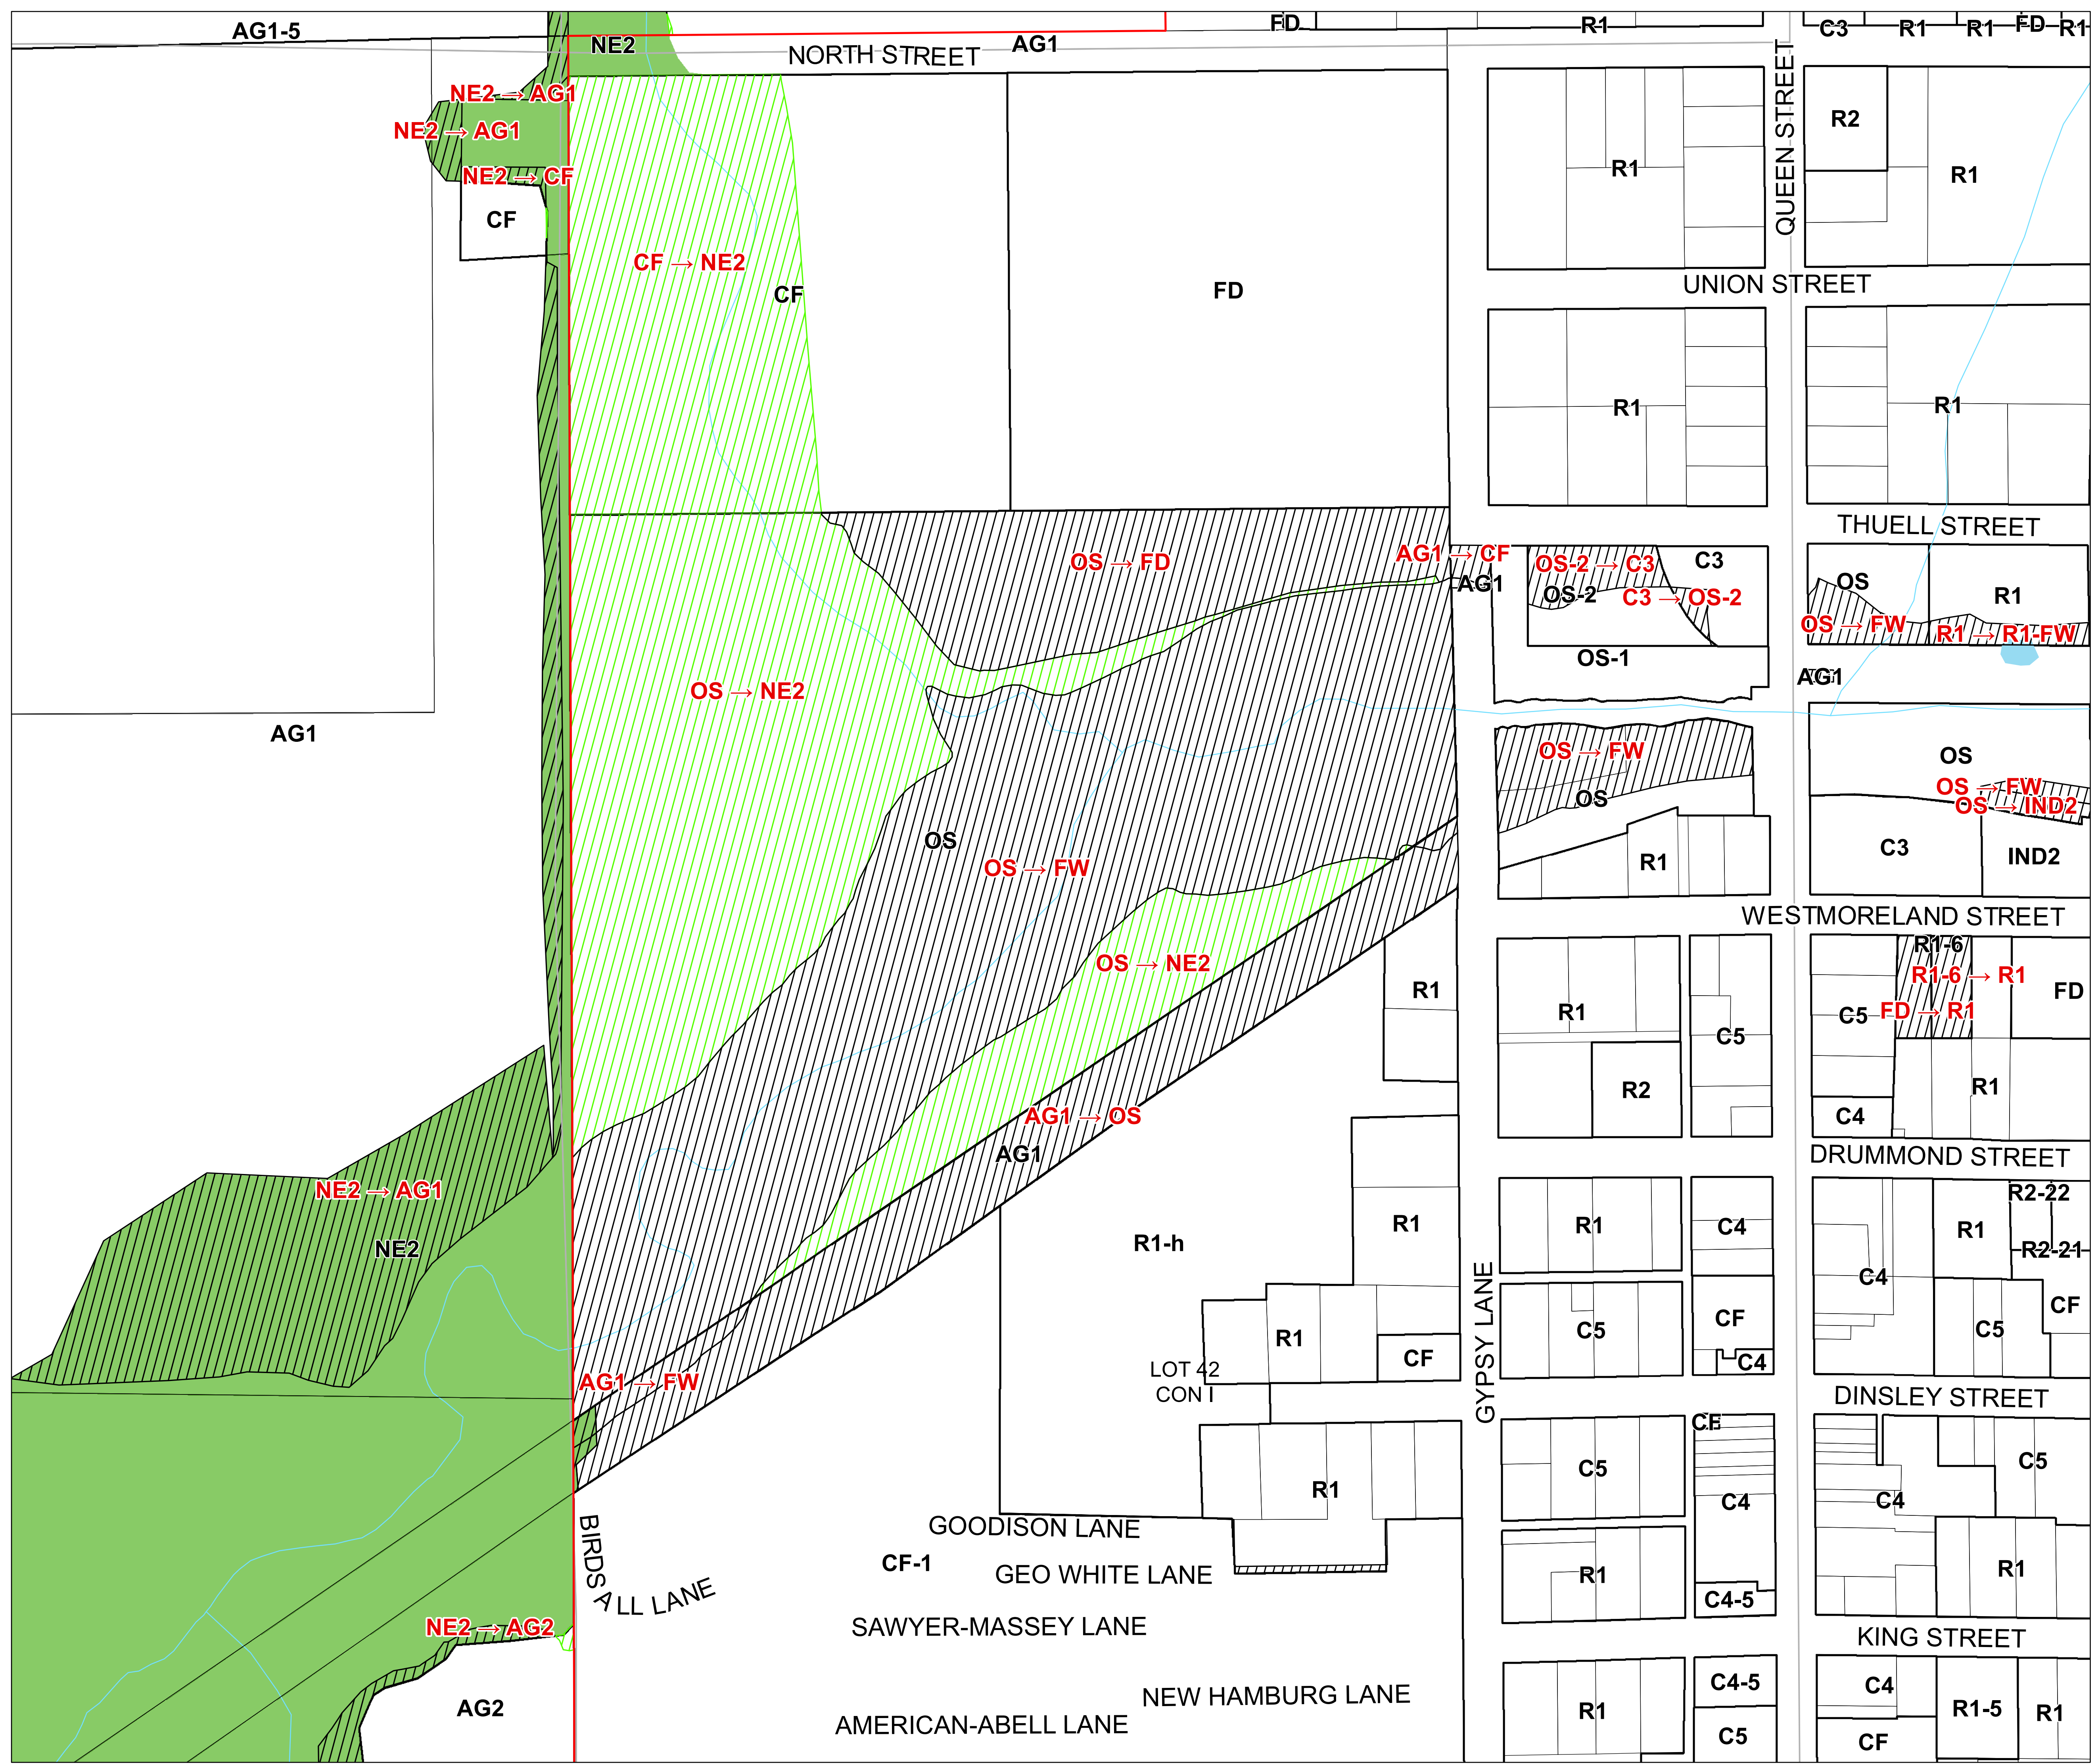 AG1-5
NE2
NORTH STREET
AG1
FD
R1
C3
R1
R1
FD
R1
NE2 → AG1
NE2 → AG1
NE2 → CF
CF
CF → NE2
CF
FD
R1
QUEEN STREET
R2
R1
UNION STREET
R1
R1
THUELL STREET
OS → FD
AG1 → CF
AG1
OS-2 → C3
C3
OS-2
C3 → OS-2
OS
R1
OS → FW
R1 → R1-FW
OS-1
AG1
OS → NE2
AG1
OS → FW
OS
OS
OS → FW
OS → IND2
OS
OS → FW
R1
C3
IND2
WESTMORELAND STREET
OS → NE2
R1
R1
C5
R1-6
R1-6 → R1
FD → R1
C5
FD
R2
R1
C4
AG1 → OS
AG1
DRUMMOND STREET
NE2 → AG1
NE2
R1-h
R1
R1
C4
R2-22
R1
R2-21
C4
CF
GYPSY LANE
R1
CF
C5
CF
C4
C5
LOT 42
CON I
AG1 → FW
DINSLEY STREET
CF
C5
C4
C5
C4
R1
GOODISON LANE
BIRDSALL LANE
CF-1
GEO WHITE LANE
R1
C4-5
R1
SAWYER-MASSEY LANE
NE2 → AG2
KING STREET
AG2
NEW HAMBURG LANE
AMERICAN-ABELL LANE
R1
C4-5
C5
C4
CF
R1-5
R1